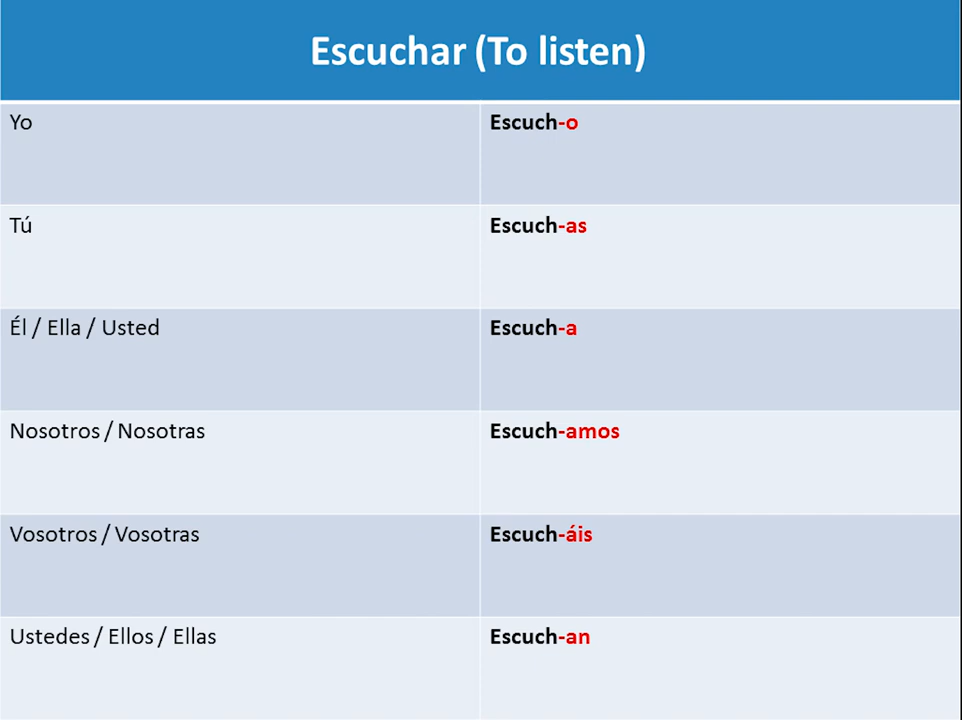 Escuchar (To listen)
Yo Escuch-o
Tú Escuch-as
Él / Ella / Usted Escuch-a
Nosotros / Nosotras Escuch-amos
Vosotros / Vosotras Escuch-áis
Ustedes / Ellos / Ellas Escuch-an